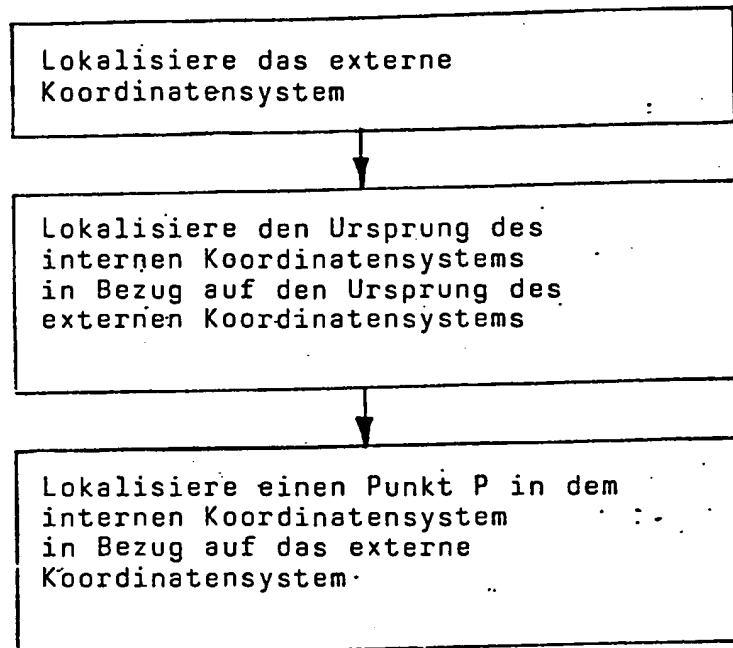 Lokalisiere das externe
Koordinatensystem
Lokalisiere den Ursprung des
internen Koordinatensystems
in Bezug auf den Ursprung des
externen Koordinatensystems
Lokalisiere einen Punkt P in dem
internen Koordinatensystem
in Bezug auf das externe
Koordinatensystem